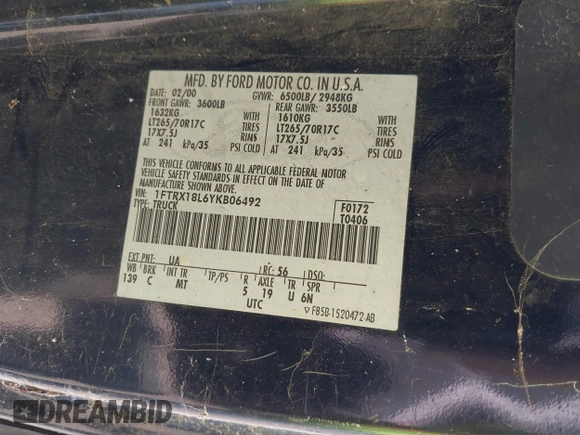 MFD. BY FORD MOTOR CO. IN U.S.A.
DATE: 02/00 GVWR: 6500LB/ 2948KG
FRONT GAWR: 3600LB REAR GAWR: 3550LB
1632KG WITH 1610KG WITH
LT265/70R17C TIRES LT265/70R17C TIRES
17X7.5J RIMS 17X7.5J RIMS
AT 241 kPa/35 PSI COLD AT 241 kPa/35 PSI COLD
THIS VEHICLE CONFORMS TO ALL APPLICABLE FEDERAL MOTOR
VEHICLE SAFETY STANDARDS IN EFFECT ON THE DATE OF
MANUFACTURE SHOWN ABOVE.
VIN: 1FTRX18L6YKB06492 F0172
TYPE: TRUCK T0406
EXT PNT: UA RC: 56 DSO:
WB BRK INT TR TP/PS R AXLE TR SPR
139 C MT 5 19 U 6N
UTC
▽ F85B-1520472-AB
DREAMBID